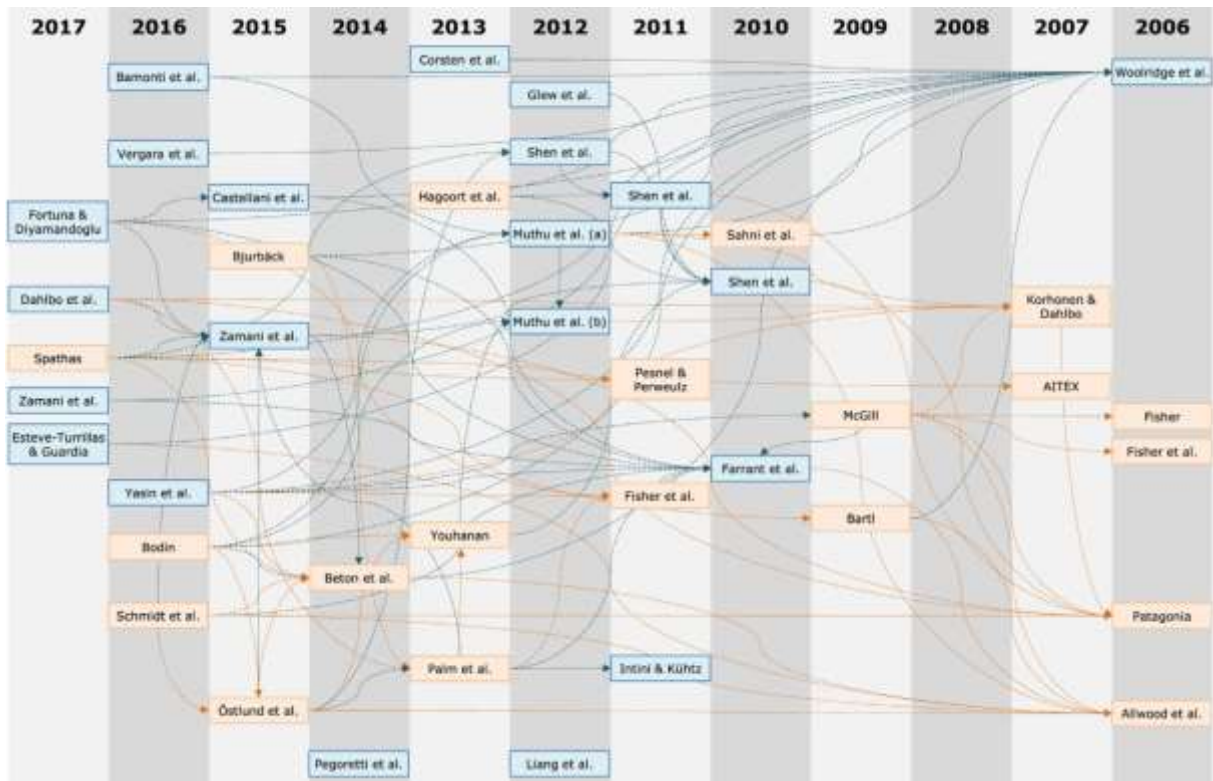 2017
2016
2015
2014
2013
2012
2011
2010
2009
2008
2007
2006
Fortuna &
Diyamandoglu
Dahlbo et al.
Spathas
Zamani et al.
Esteve-Turrillas
& Guardia
Bamonti et al.
Vergara et al.
Yasin et al.
Bodin
Schmidt et al.
Castellani et al.
Bjurbäck
Zamani et al.
Östlund et al.
Beton et al.
Pegoretti et al.
Corsten et al.
Hagoort et al.
Youhanan
Palm et al.
Glew et al.
Shen et al.
Muthu et al. (a)
Muthu et al. (b)
Liang et al.
Shen et al.
Pesnel &
Perweulz
Fisher et al.
Intini & Kühtz
Sahni et al.
Shen et al.
Farrant et al.
McGill
Bartl
Korhonen &
Dahlbo
AITEX
Woolridge et al.
Fisher
Fisher et al.
Patagonia
Allwood et al.